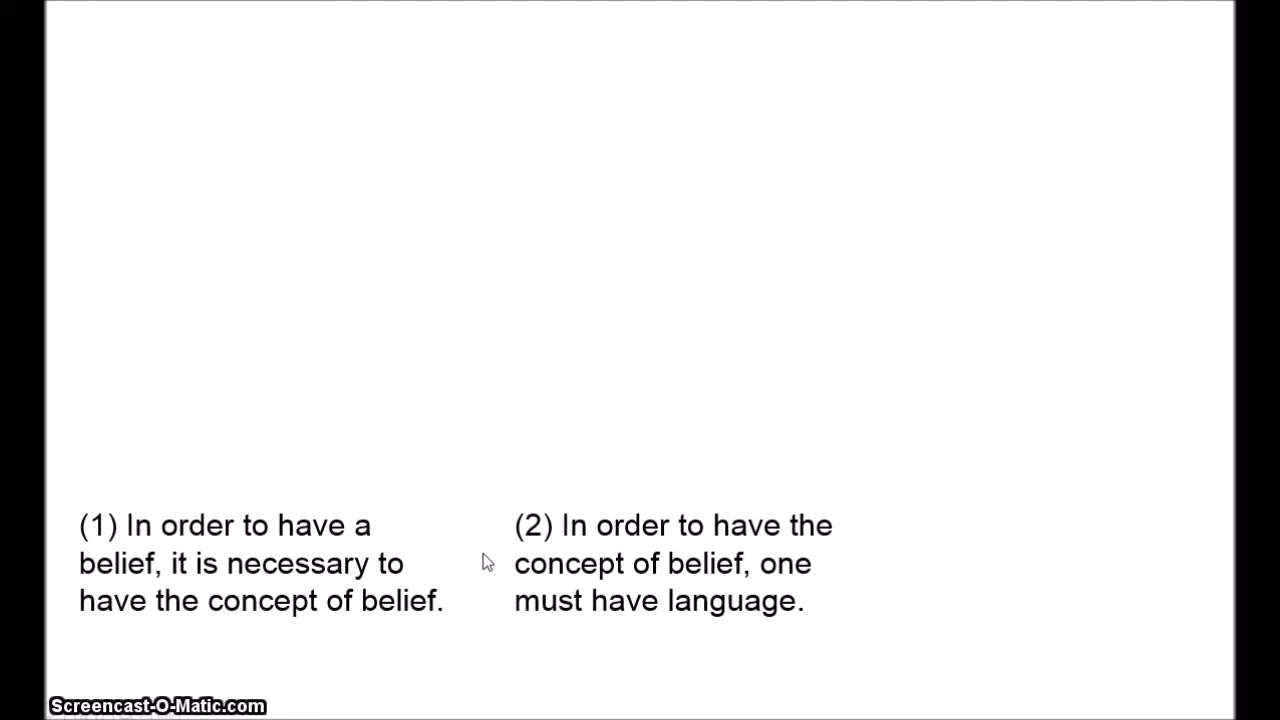 (1) In order to have a
belief, it is necessary to
have the concept of belief.
(2) In order to have the
concept of belief, one
must have language.
Screencast-O-Matic.com